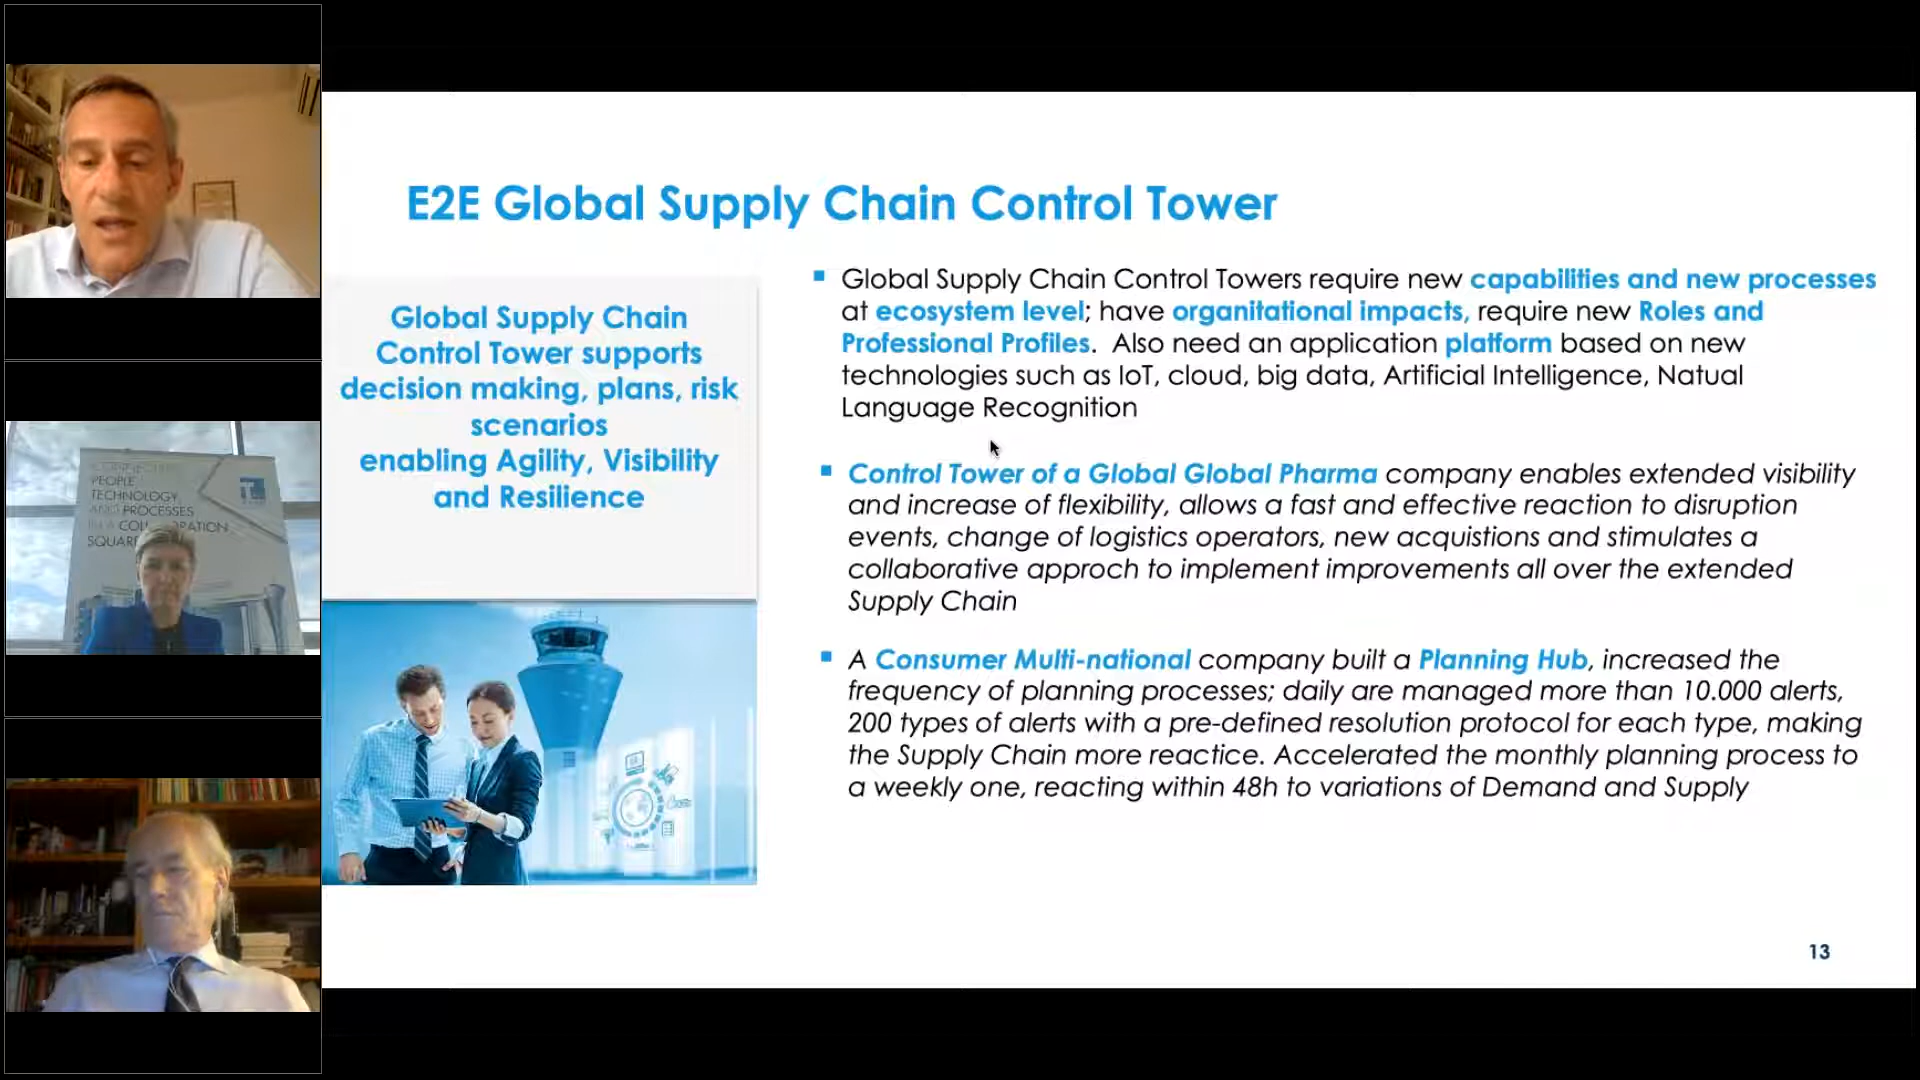 E2E Global Supply Chain Control Tower
Global Supply Chain
Control Tower supports
decision making, plans, risk
scenarios
enabling Agility, Visibility
and Resilience
Global Supply Chain Control Towers require new capabilities and new processes
at ecosystem level; have organitational impacts, require new Roles and
Professional Profiles. Also need an application platform based on new
technologies such as IoT, cloud, big data, Artificial Intelligence, Natual
Language Recognition
Control Tower of a Global Global Pharma company enables extended visibility
and increase of flexibility, allows a fast and effective reaction to disruption
events, change of logistics operators, new acquistions and stimulates a
collaborative approch to implement improvements all over the extended
Supply Chain
A Consumer Multi-national company built a Planning Hub, increased the
frequency of planning processes; daily are managed more than 10.000 alerts,
200 types of alerts with a pre-defined resolution protocol for each type, making
the Supply Chain more reactice. Accelerated the monthly planning process to
a weekly one, reacting within 48h to variations of Demand and Supply
13
PEOPLE
TECHNOLOGY
AND PROCESSES